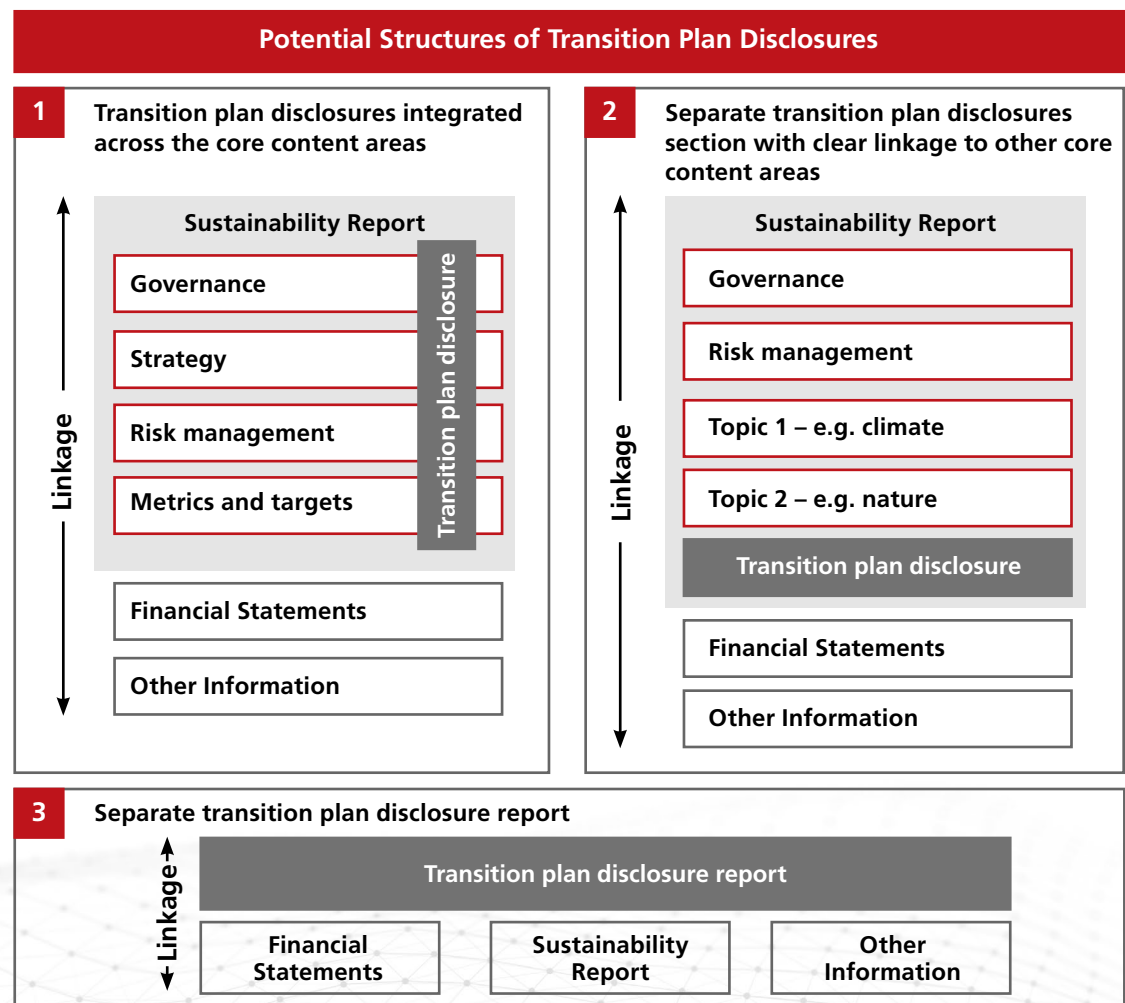 Potential Structures of Transition Plan Disclosures
1
Transition plan disclosures integrated
across the core content areas
Linkage
Sustainability Report
Governance
Strategy
Risk management
Metrics and targets
Transition plan disclosure
Financial Statements
Other Information
2
Separate transition plan disclosures
section with clear linkage to other core
content areas
Linkage
Sustainability Report
Governance
Risk management
Topic 1 – e.g. climate
Topic 2 – e.g. nature
Transition plan disclosure
Financial Statements
Other Information
3
Separate transition plan disclosure report
Linkage
Transition plan disclosure report
Financial
Statements
Sustainability
Report
Other
Information